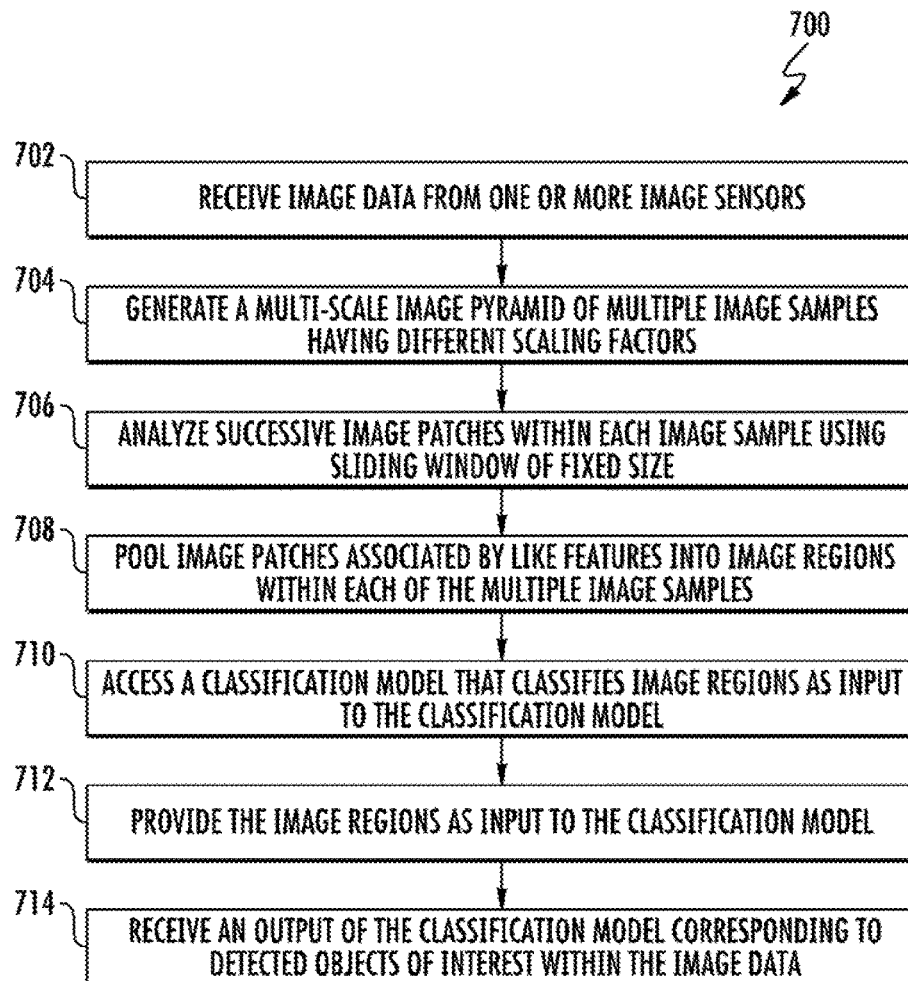 700
702
RECEIVE IMAGE DATA FROM ONE OR MORE IMAGE SENSORS
704
GENERATE A MULTI-SCALE IMAGE PYRAMID OF MULTIPLE IMAGE SAMPLES
HAVING DIFFERENT SCALING FACTORS
706
ANALYZE SUCCESSIVE IMAGE PATCHES WITHIN EACH IMAGE SAMPLE USING
SLIDING WINDOW OF FIXED SIZE
708
POOL IMAGE PATCHES ASSOCIATED BY LIKE FEATURES INTO IMAGE REGIONS
WITHIN EACH OF THE MULTIPLE IMAGE SAMPLES
710
ACCESS A CLASSIFICATION MODEL THAT CLASSIFIES IMAGE REGIONS AS INPUT
TO THE CLASSIFICATION MODEL
712
PROVIDE THE IMAGE REGIONS AS INPUT TO THE CLASSIFICATION MODEL
714
RECEIVE AN OUTPUT OF THE CLASSIFICATION MODEL CORRESPONDING TO
DETECTED OBJECTS OF INTEREST WITHIN THE IMAGE DATA